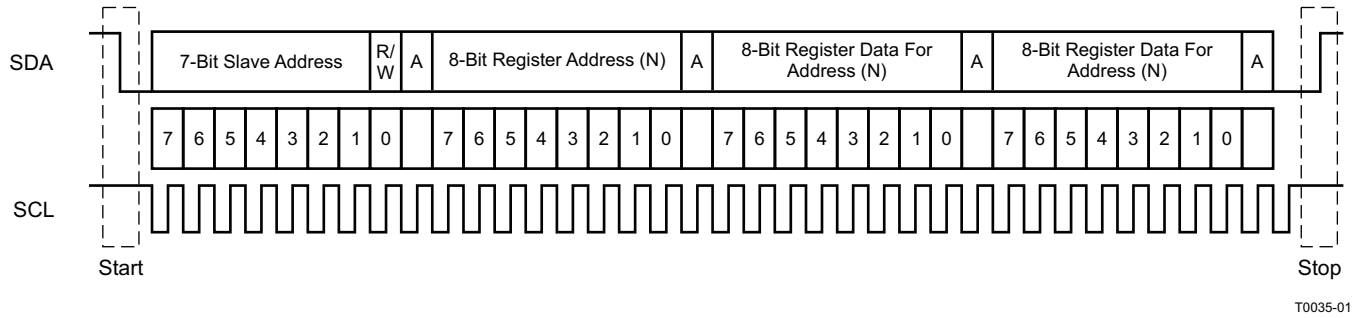 SDA
7-Bit Slave Address
R/
W
A
8-Bit Register Address (N)
A
8-Bit Register Data For
Address (N)
A
8-Bit Register Data For
Address (N)
A
7 6 5 4 3 2 1 0 7 6 5 4 3 2 1 0 7 6 5 4 3 2 1 0 7 6 5 4 3 2 1 0
SCL
Start
Stop
T0035-01